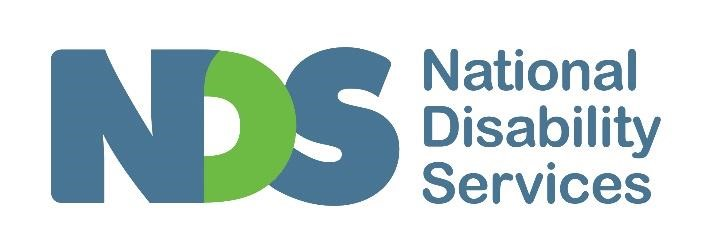 NDS
National
Disability
Services